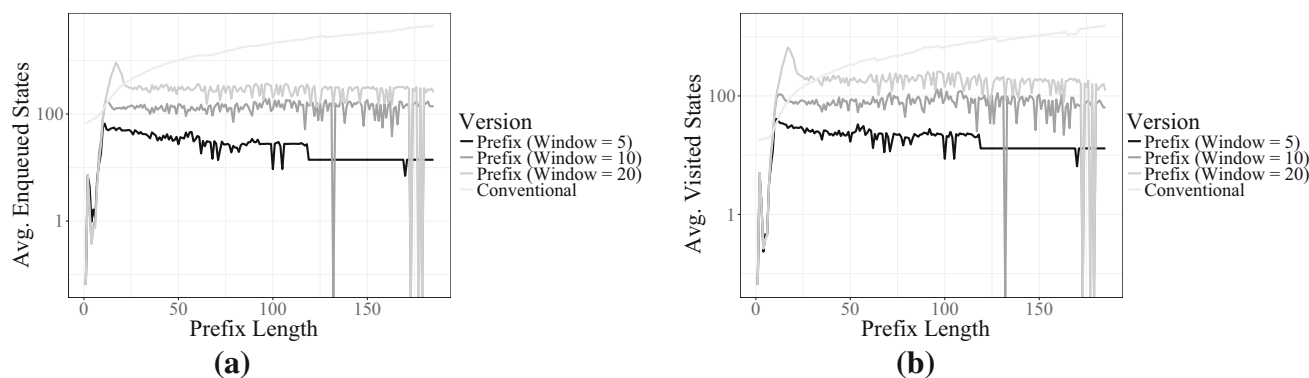 Avg. Enqueued States
100
1
0
50
100
150
Prefix Length
Version
Prefix (Window = 5)
Prefix (Window = 10)
Prefix (Window = 20)
Conventional
(a)
Avg. Visited States
100
1
0
50
100
150
Prefix Length
Version
Prefix (Window = 5)
Prefix (Window = 10)
Prefix (Window = 20)
Conventional
(b)